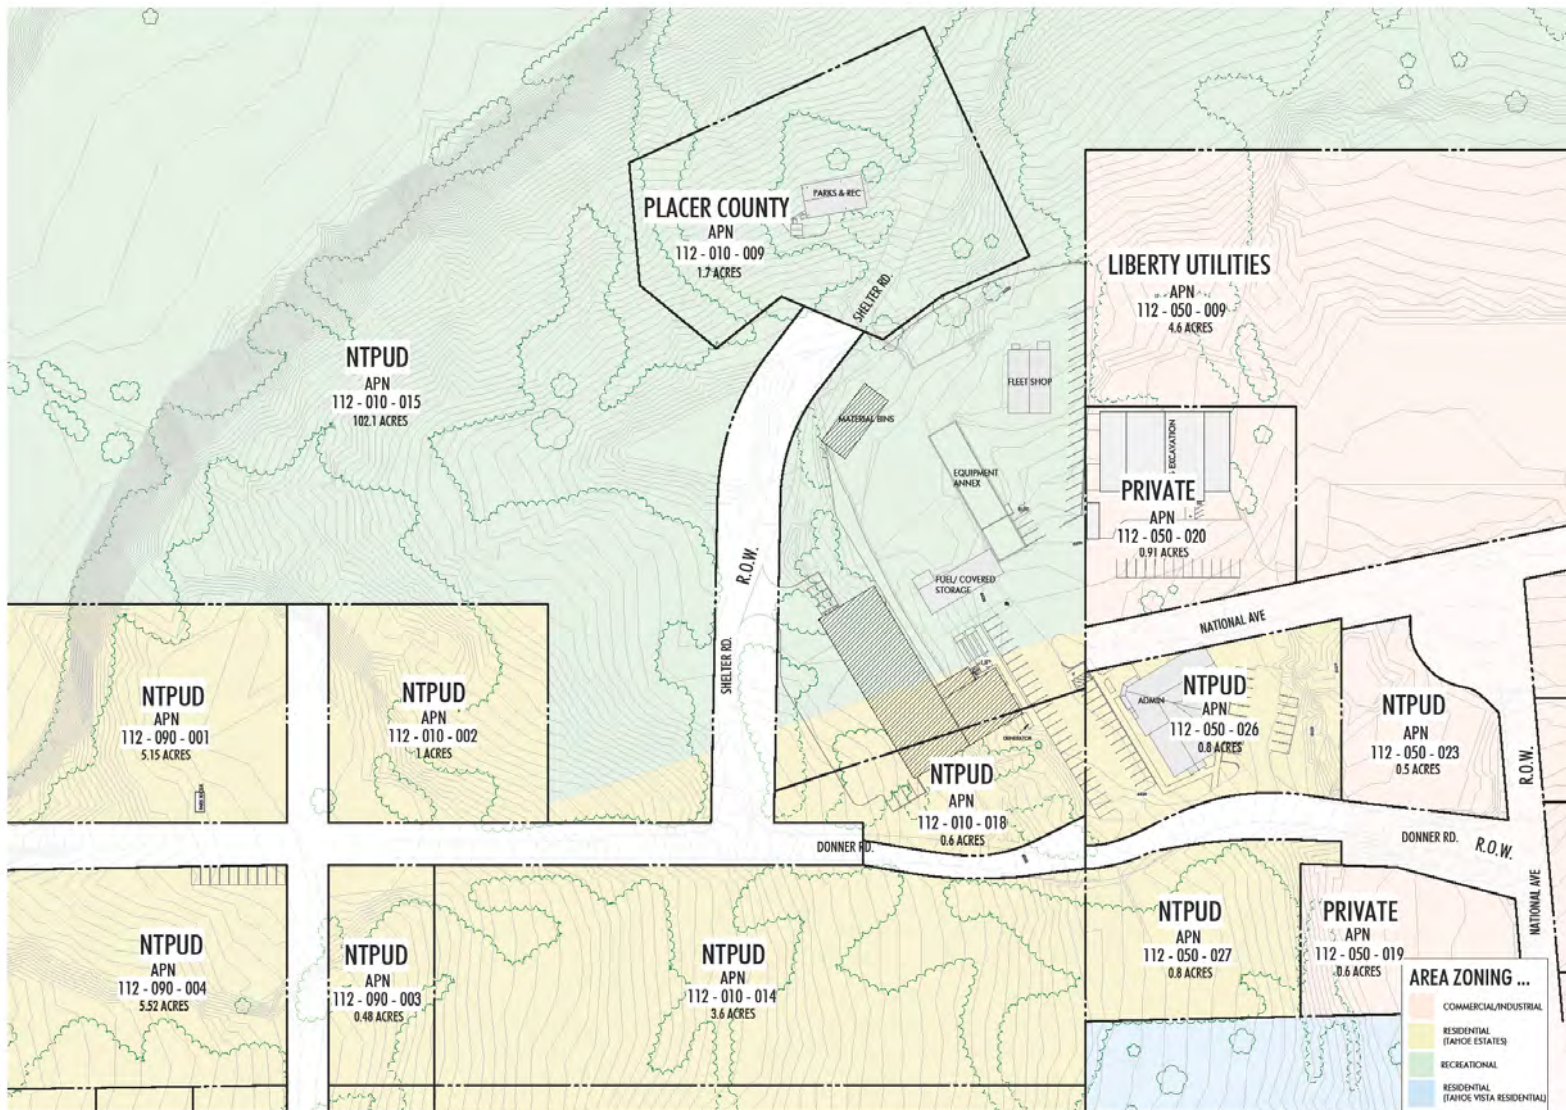 PLACER COUNTY
APN
112 - 010 - 009
1.7 ACRES
PARKS & REC
SHELTER RD.
LIBERTY UTILITIES
APN
112 - 050 - 009
4.6 ACRES
NTPUD
APN
112 - 010 - 015
102.1 ACRES
FLEET SHOP
MATERIAL BINS
EQUIPMENT
ANNEX
EXCAVATION
PRIVATE
APN
112 - 050 - 020
0.91 ACRES
R.O.W.
FUEL/ COVERED
STORAGE
NATIONAL AVE
SHELTER RD.
NTPUD
APN
112 - 090 - 001
5.15 ACRES
NTPUD
APN
112 - 010 - 002
1 ACRES
ADMIN
NTPUD
APN
112 - 050 - 026
0.8 ACRES
NTPUD
APN
112 - 050 - 023
0.5 ACRES
GENERATOR
NTPUD
APN
112 - 010 - 018
0.6 ACRES
R.O.W.
DONNER RD.
DONNER RD.
R.O.W.
NATIONAL AVE
NTPUD
APN
112 - 090 - 004
5.52 ACRES
NTPUD
APN
112 - 090 - 003
0.48 ACRES
NTPUD
APN
112 - 010 - 014
3.6 ACRES
NTPUD
APN
112 - 050 - 027
0.8 ACRES
PRIVATE
APN
112 - 050 - 019
0.6 ACRES
AREA ZONING ...
COMMERCIAL/INDUSTRIAL
RESIDENTIAL
(TAHOE ESTATES)
RECREATIONAL
RESIDENTIAL
(TAHOE VISTA RESIDENTIAL)